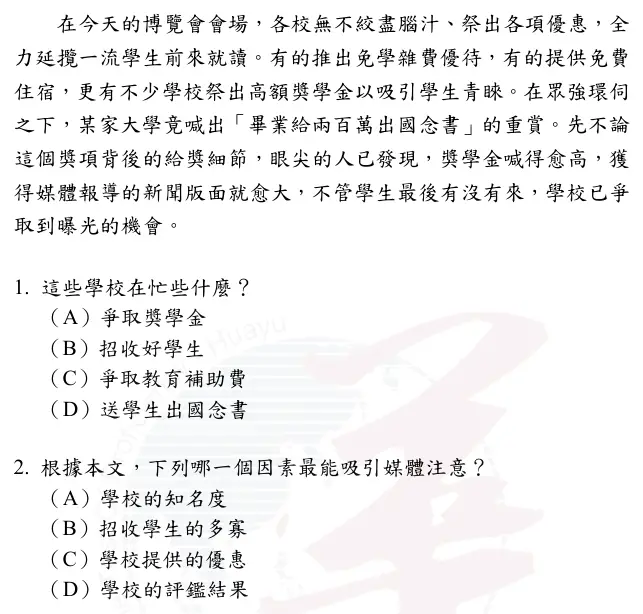 在今天的博覽會會場，各校無不絞盡腦汁、祭出各項優惠，全
力延攬一流學生前來就讀。有的推出免學雜費優待，有的提供免費
住宿，更有不少學校祭出高額獎學金以吸引學生青睞。在眾強環伺
之下，某家大學竟喊出「畢業給兩百萬出國念書」的重賞。先不論
這個獎項背後的給獎細節，眼尖的人已發現，獎學金喊得愈高，獲
得媒體報導的新聞版面就愈大，不管學生最後有沒有來，學校已爭
取到曝光的機會。
1. 這些學校在忙些什麼？
（A）爭取獎學金
（B）招收好學生
（C）爭取教育補助費
（D）送學生出國念書
2. 根據本文，下列哪一個因素最能吸引媒體注意？
（A）學校的知名度
（B）招收學生的多寡
（C）學校提供的優惠
（D）學校的評鑑結果